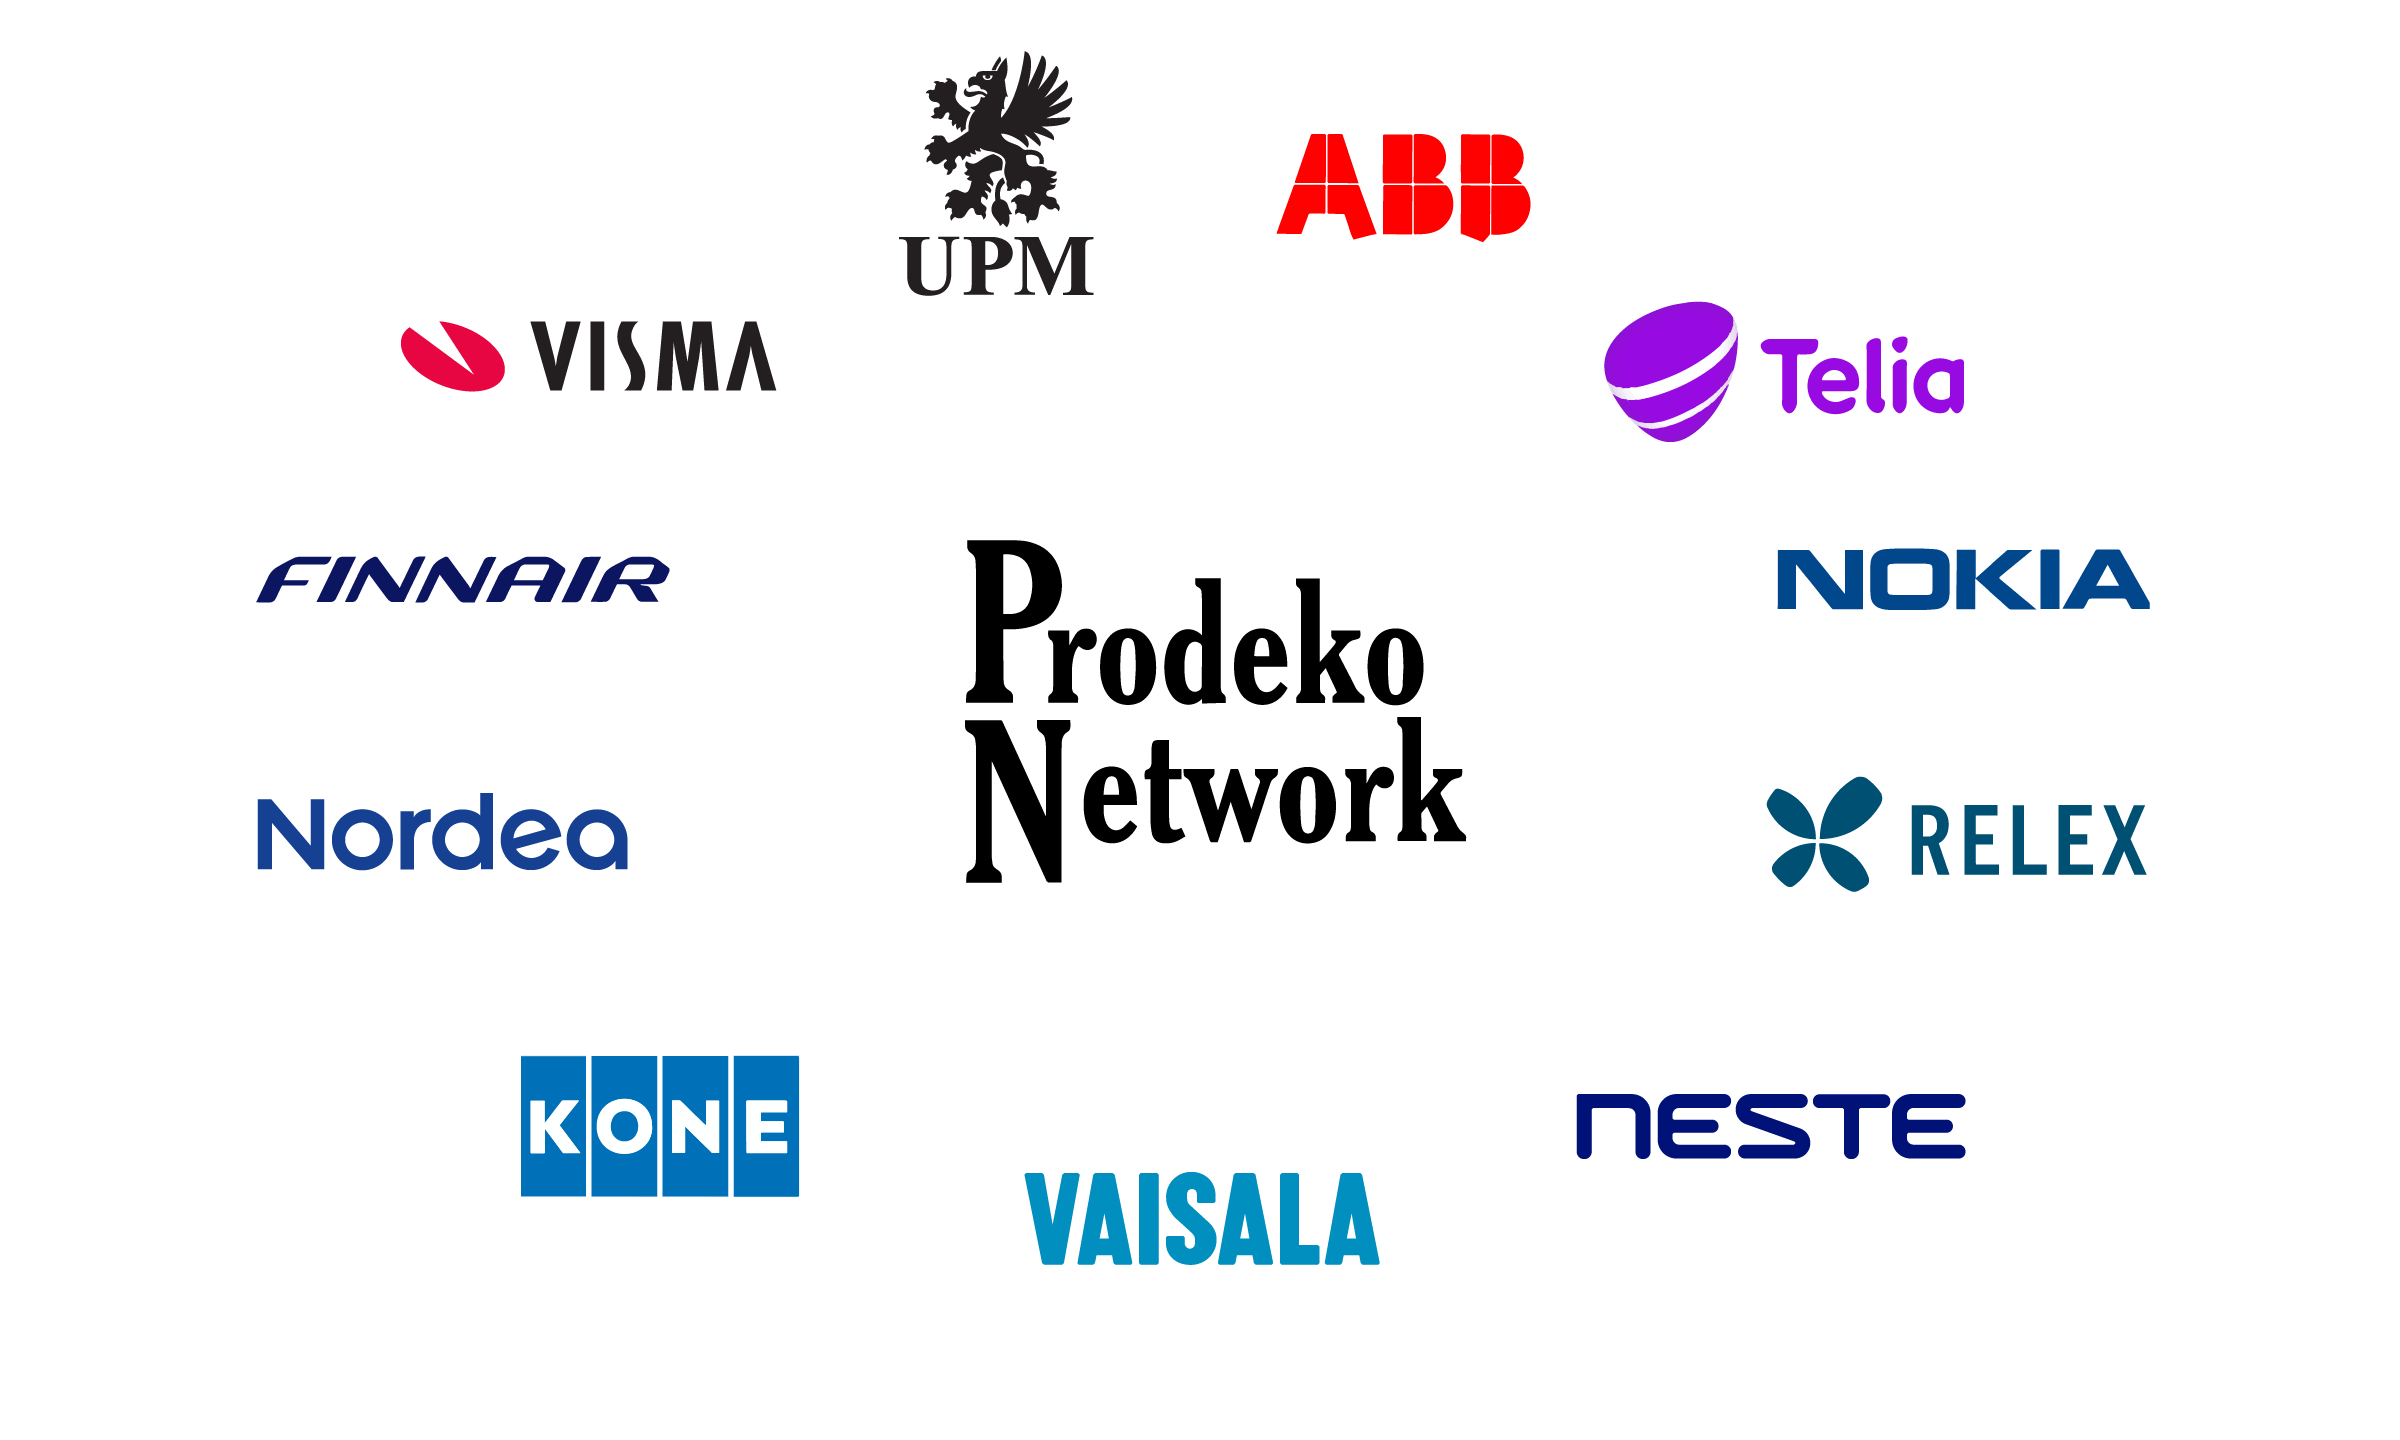 UPM
ABB
VISMA
Telia
FINNAIR
NOKIA
Prodeko
Network
Nordea
RELEX
KONE
NESTE
VAISALA